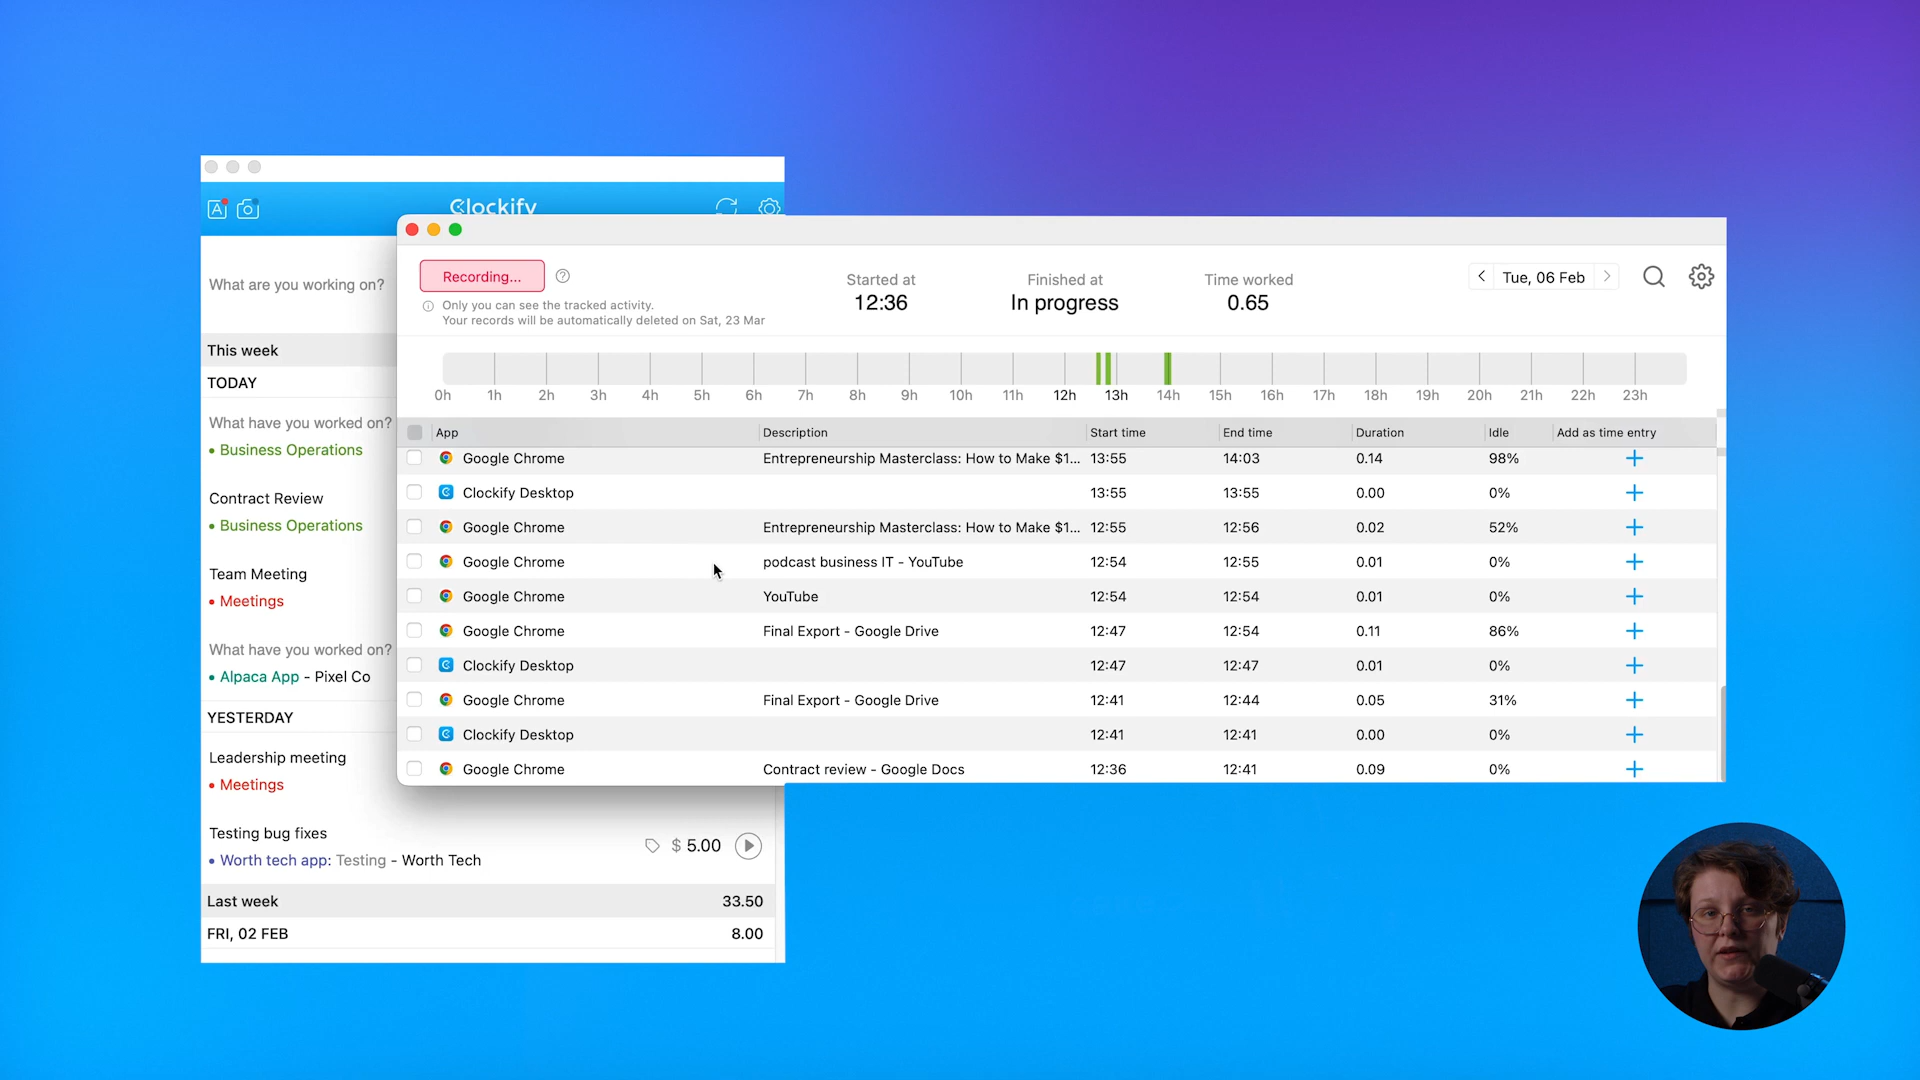 Clockify
What are you working on?
This week
TODAY
What have you worked on?
• Business Operations
Contract Review
• Business Operations
Team Meeting
• Meetings
What have you worked on?
• Alpaca App - Pixel Co
YESTERDAY
Leadership meeting
• Meetings
Testing bug fixes
$ 5.00
• Worth tech app: Testing - Worth Tech
Last week 33.50
FRI, 02 FEB 8.00
Recording...
Only you can see the tracked activity.
Your records will be automatically deleted on Sat, 23 Mar
Started at
12:36
Finished at
In progress
Time worked
0.65
Tue, 06 Feb
0h 1h 2h 3h 4h 5h 6h 7h 8h 9h 10h 11h 12h 13h 14h 15h 16h 17h 18h 19h 20h 21h 22h 23h
App Description Start time End time Duration Idle Add as time entry
Google Chrome Entrepreneurship Masterclass: How to Make $1... 13:55 14:03 0.14 98%
Clockify Desktop 13:55 13:55 0.00 0%
Google Chrome Entrepreneurship Masterclass: How to Make $1... 12:55 12:56 0.02 52%
Google Chrome podcast business IT - YouTube 12:54 12:55 0.01 0%
Google Chrome YouTube 12:54 12:54 0.01 0%
Google Chrome Final Export - Google Drive 12:47 12:54 0.11 86%
Clockify Desktop 12:47 12:47 0.01 0%
Google Chrome Final Export - Google Drive 12:41 12:44 0.05 31%
Clockify Desktop 12:41 12:41 0.00 0%
Google Chrome Contract review - Google Docs 12:36 12:41 0.09 0%